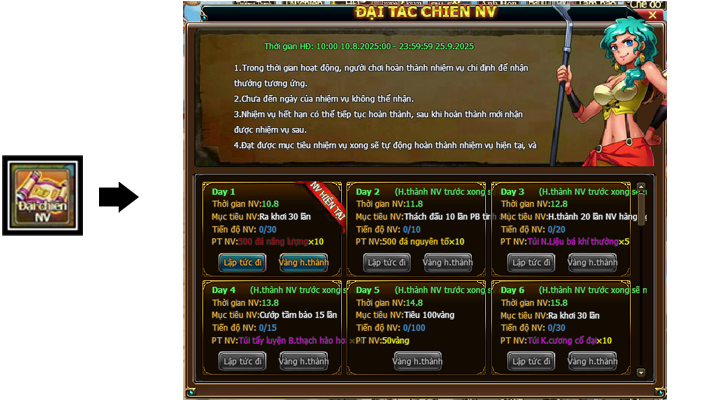 ĐẠI TÁC CHIẾN NV
Thời gian HĐ: 10:00 10.8.2025:00 - 23:59:59 25.9.2025
1.Trong thời gian hoạt động, người chơi hoàn thành nhiệm vụ chỉ định để nhận
thưởng tương ứng.
2.Chưa đến ngày của nhiệm vụ không thể nhận.
3.Nhiệm vụ hết hạn có thể tiếp tục hoàn thành, sau khi hoàn thành mới nhận
được nhiệm vụ sau.
4.Đạt được mục tiêu nhiệm vụ xong sẽ tự động hoàn thành nhiệm vụ hiện tại, và
Đại chiến
NV
Day 1
NV HIỆN TẠI
Thời gian NV:10.8
Mục tiêu NV:Ra khơi 30 lần
Tiến độ NV: 0/30
PT NV:500 đá năng lượng×10
Lập tức đi Vàng h.thành
Day 2 (H.thành NV trước xong s
Thời gian NV:11.8
Mục tiêu NV:Thách đấu 10 lần PB tinh
Tiến độ NV: 0/10
PT NV:500 đá nguyên tố×10
Lập tức đi Vàng h.thành
Day 3 (H.thành NV trước xong sẽ
Thời gian NV:12.8
Mục tiêu NV:H.thành 20 lần NV hàng
Tiến độ NV: 0/20
PT NV:Túi N.Liệu bá khí thường×5
Lập tức đi Vàng h.thành
Day 4 (H.thành NV trước xong s
Thời gian NV:13.8
Mục tiêu NV:Cướp tầm bảo 15 lần
Tiến độ NV: 0/15
PT NV:Túi tẩy luyện B.thạch hào ho
Lập tức đi Vàng h.thành
Day 5 (H.thành NV trước xong s
Thời gian NV:14.8
Mục tiêu NV:Tiêu 100vàng
Tiến độ NV: 0/100
PT NV:50vàng
Vàng h.thành
Day 6 (H.thành NV trước xong sẽ n
Thời gian NV:15.8
Mục tiêu NV:Ra khơi 30 lần
Tiến độ NV: 0/30
PT NV:Túi K.cương cổ đại×10
Lập tức đi Vàng h.thành